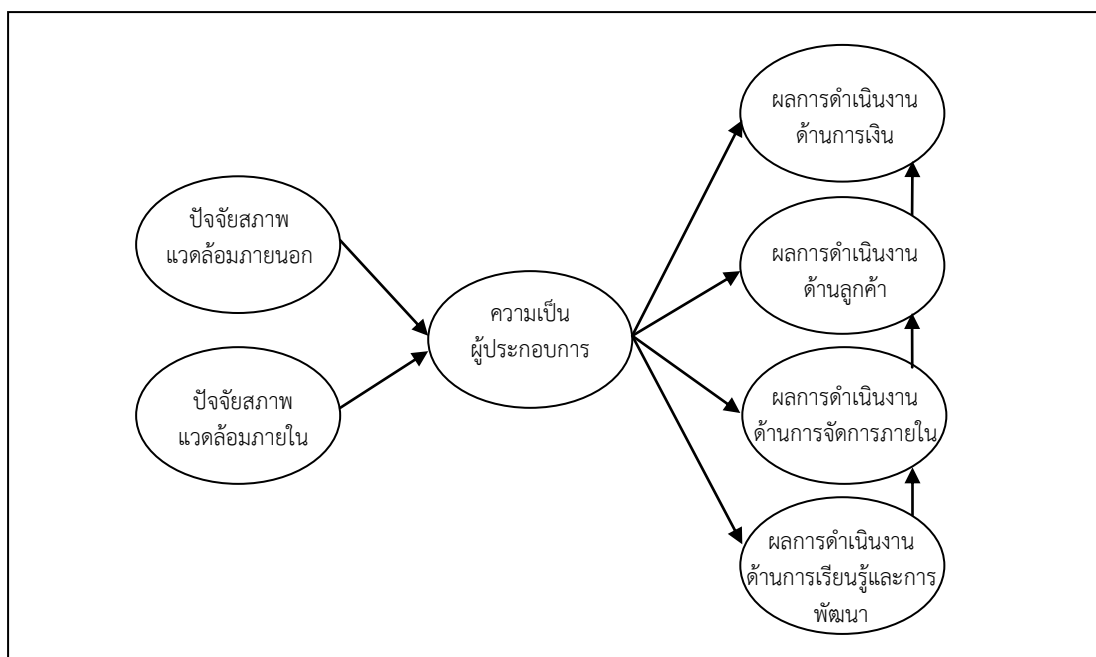 ปัจจัยสภาพ
แวดล้อมภายนอก
ปัจจัยสภาพ
แวดล้อมภายใน
ความเป็น
ผู้ประกอบการ
ผลการดำเนินงาน
ด้านการเงิน
ผลการดำเนินงาน
ด้านลูกค้า
ผลการดำเนินงาน
ด้านการจัดการภายใน
ผลการดำเนินงาน
ด้านการเรียนรู้และการ
พัฒนา